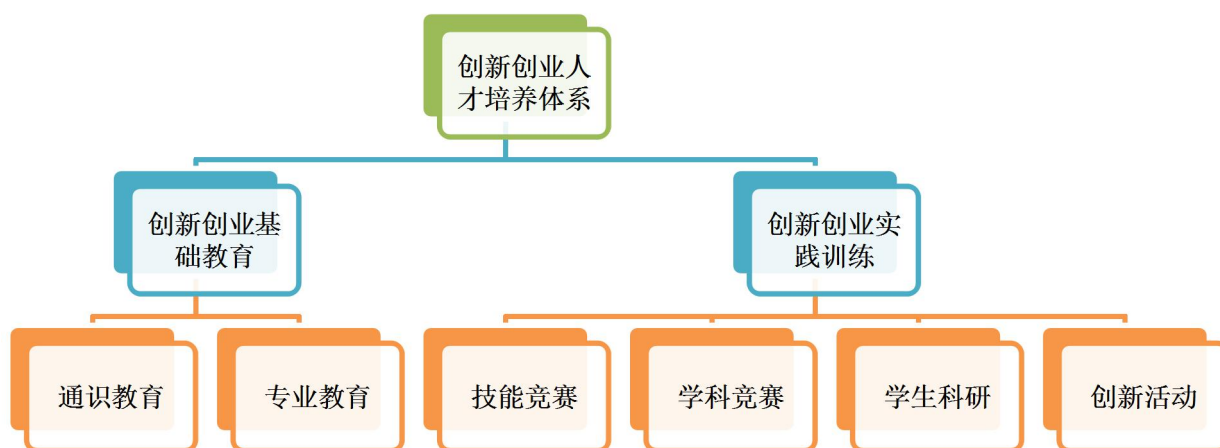 创新创业人
才培养体系
创新创业基
础教育
创新创业实
践训练
通识教育
专业教育
技能竞赛
学科竞赛
学生科研
创新活动